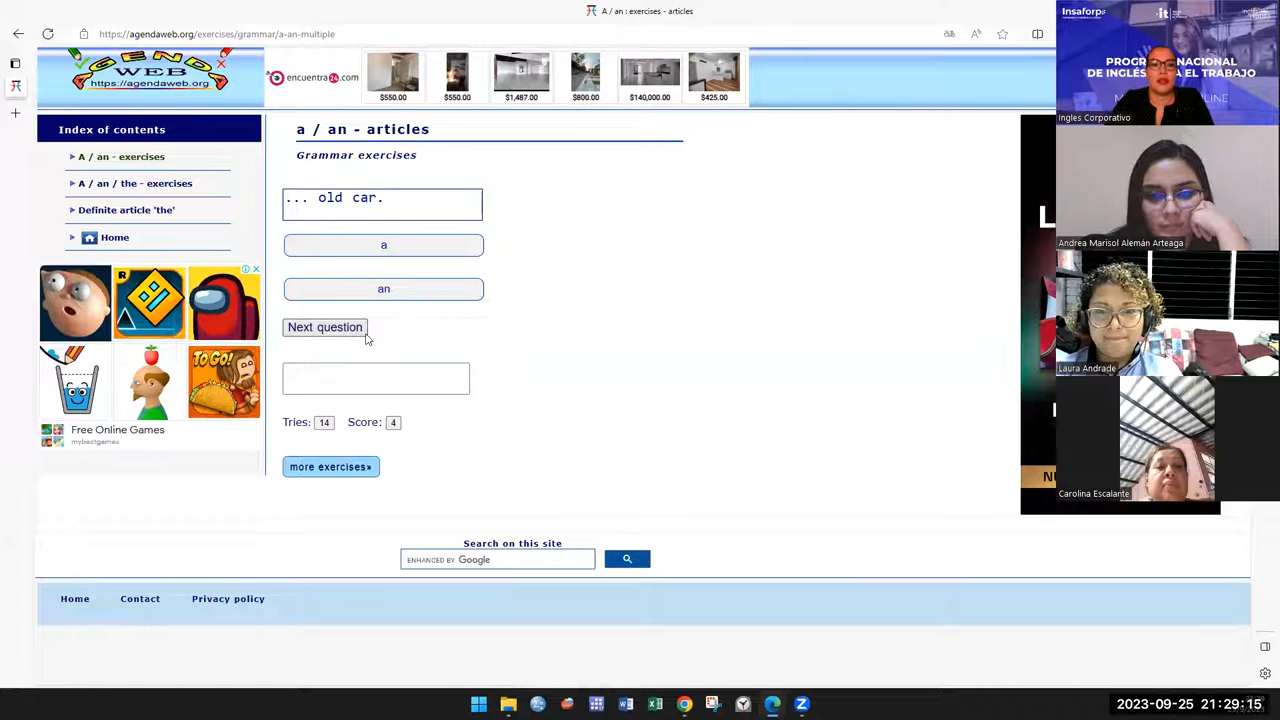 A / an : exercises - articles
https://agendaweb.org/exercises/grammar/a-an-multiple
AGENDA
WEB
https://agendaweb.org
encuentra24.com
$550.00
$550.00
$1,487.00
$800.00
$140,000.00
$425.00
Index of contents
A / an - exercises
A / an / the - exercises
Definite article 'the'
Home
TO GO!
Free Online Games
mybestgames
a / an - articles
Grammar exercises
... old car.
a
an
Next question
Tries: 14 Score: 4
more exercises»
Search on this site
ENHANCED BY Google
Home
Contact
Privacy policy
Insaforp
DE INGLÉS
A EL TRABAJO
Ingles Corporativo
Andrea Marisol Alemán Arteaga
Laura Andrade
Carolina Escalante
2023-09-25 21:29:15